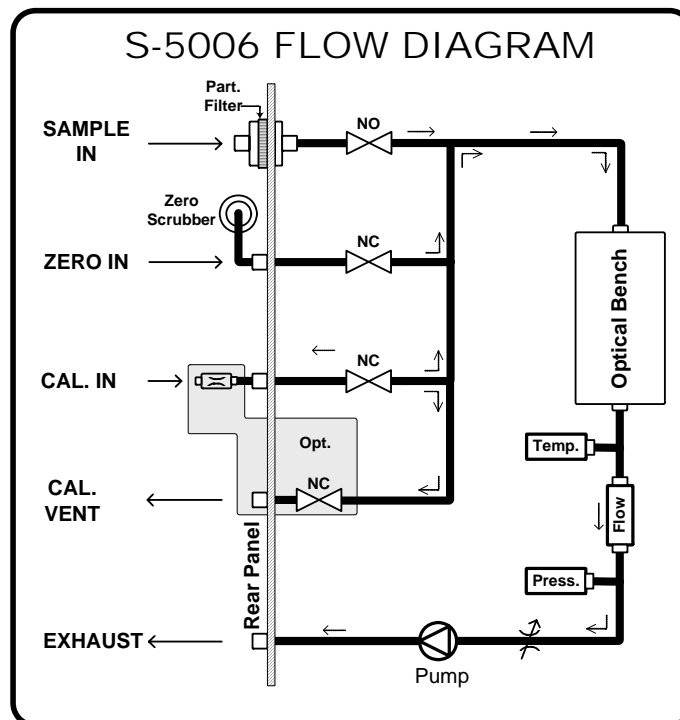 S-5006 FLOW DIAGRAM
Part.
Filter
SAMPLE
IN
NO
Zero
Scrubber
ZERO IN
NC
Optical Bench
CAL. IN
NC
Opt.
Temp.
CAL.
VENT
NC
Flow
Rear Panel
Press.
EXHAUST
Pump